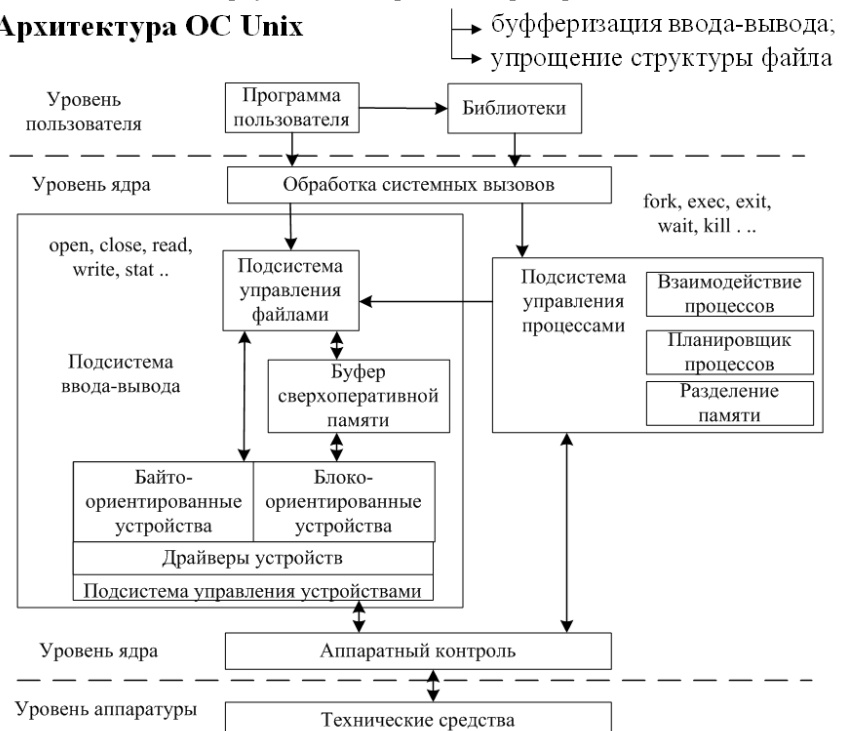 буфферизация ввода-вывода;
Архитектура ОС Unix
упрощение структуры файла
Уровень
пользователя
Программа
пользователя
Библиотеки
Уровень ядра
Обработка системных вызовов
fork, exec, exit,
wait, kill . ..
open, close, read,
write, stat ..
Подсистема
управления
файлами
Подсистема
управления
процессами
Взаимодействие
процессов
Планировщик
процессов
Разделение
памяти
Подсистема
ввода-вывода
Буфер
сверхоперативной
памяти
Байто-
ориентированные
устройства
Блоко-
ориентированные
устройства
Драйверы устройств
Подсистема управления устройствами
Уровень ядра
Аппаратный контроль
Уровень аппаратуры
Технические средства